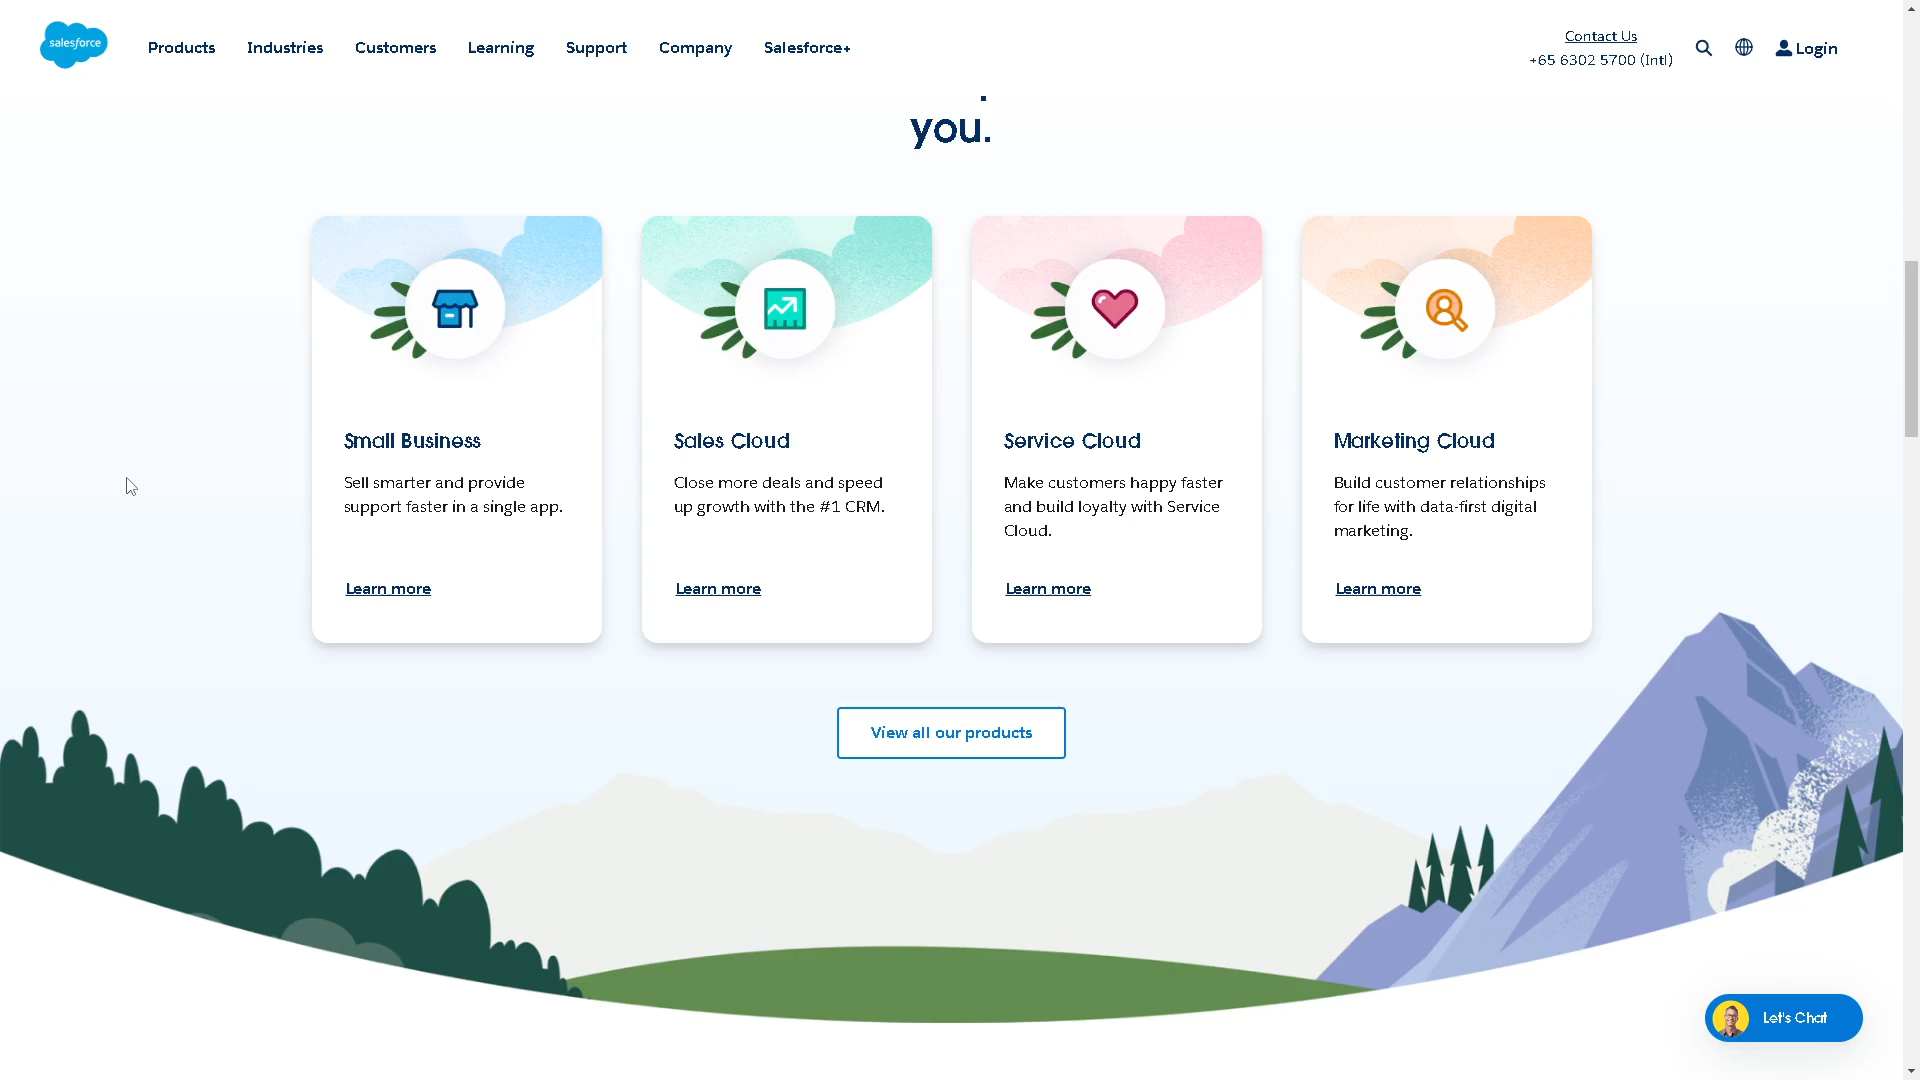 salesforce
Products
Industries
Customers
Learning
Support
Company
Salesforce+
Contact Us
+65 6302 5700 (Intl)
Login
you.
Small Business
Sell smarter and provide
support faster in a single app.
Learn more
Sales Cloud
Close more deals and speed
up growth with the #1 CRM.
Learn more
Service Cloud
Make customers happy faster
and build loyalty with Service
Cloud.
Learn more
Marketing Cloud
Build customer relationships
for life with data-first digital
marketing.
Learn more
View all our products
Let's Chat